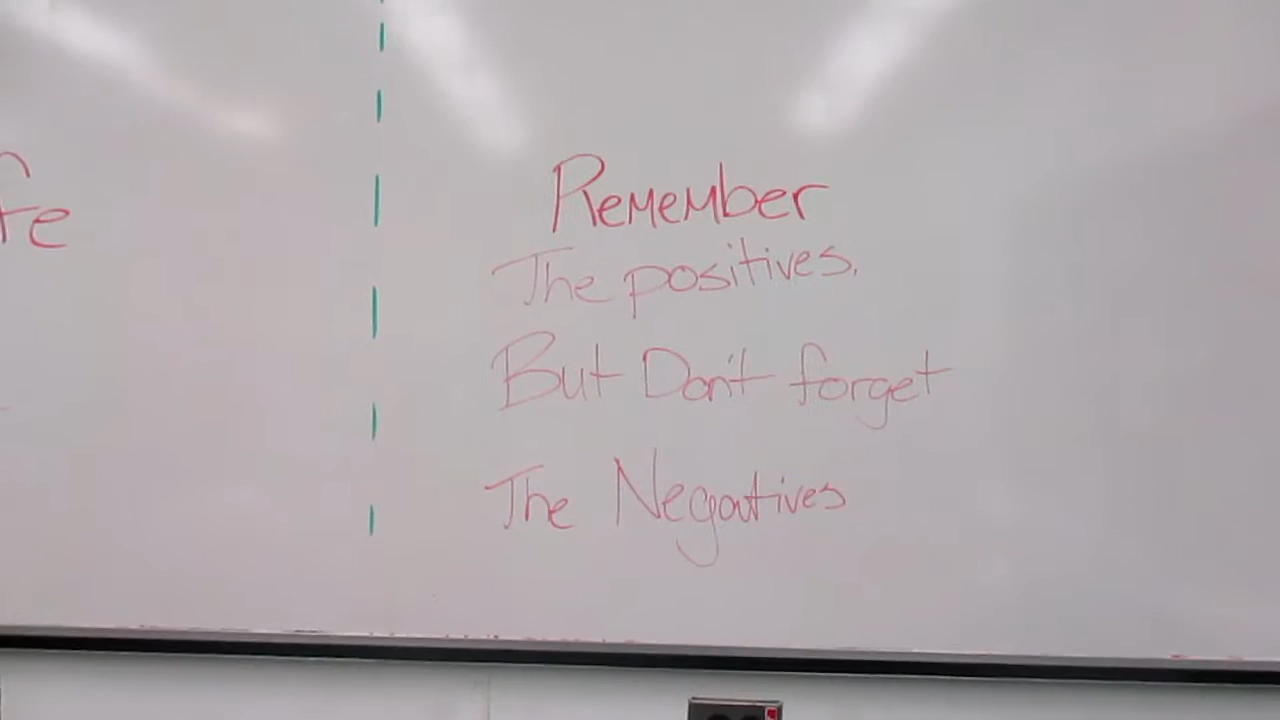 Remember
The positives.
But Don't forget
The Negatives